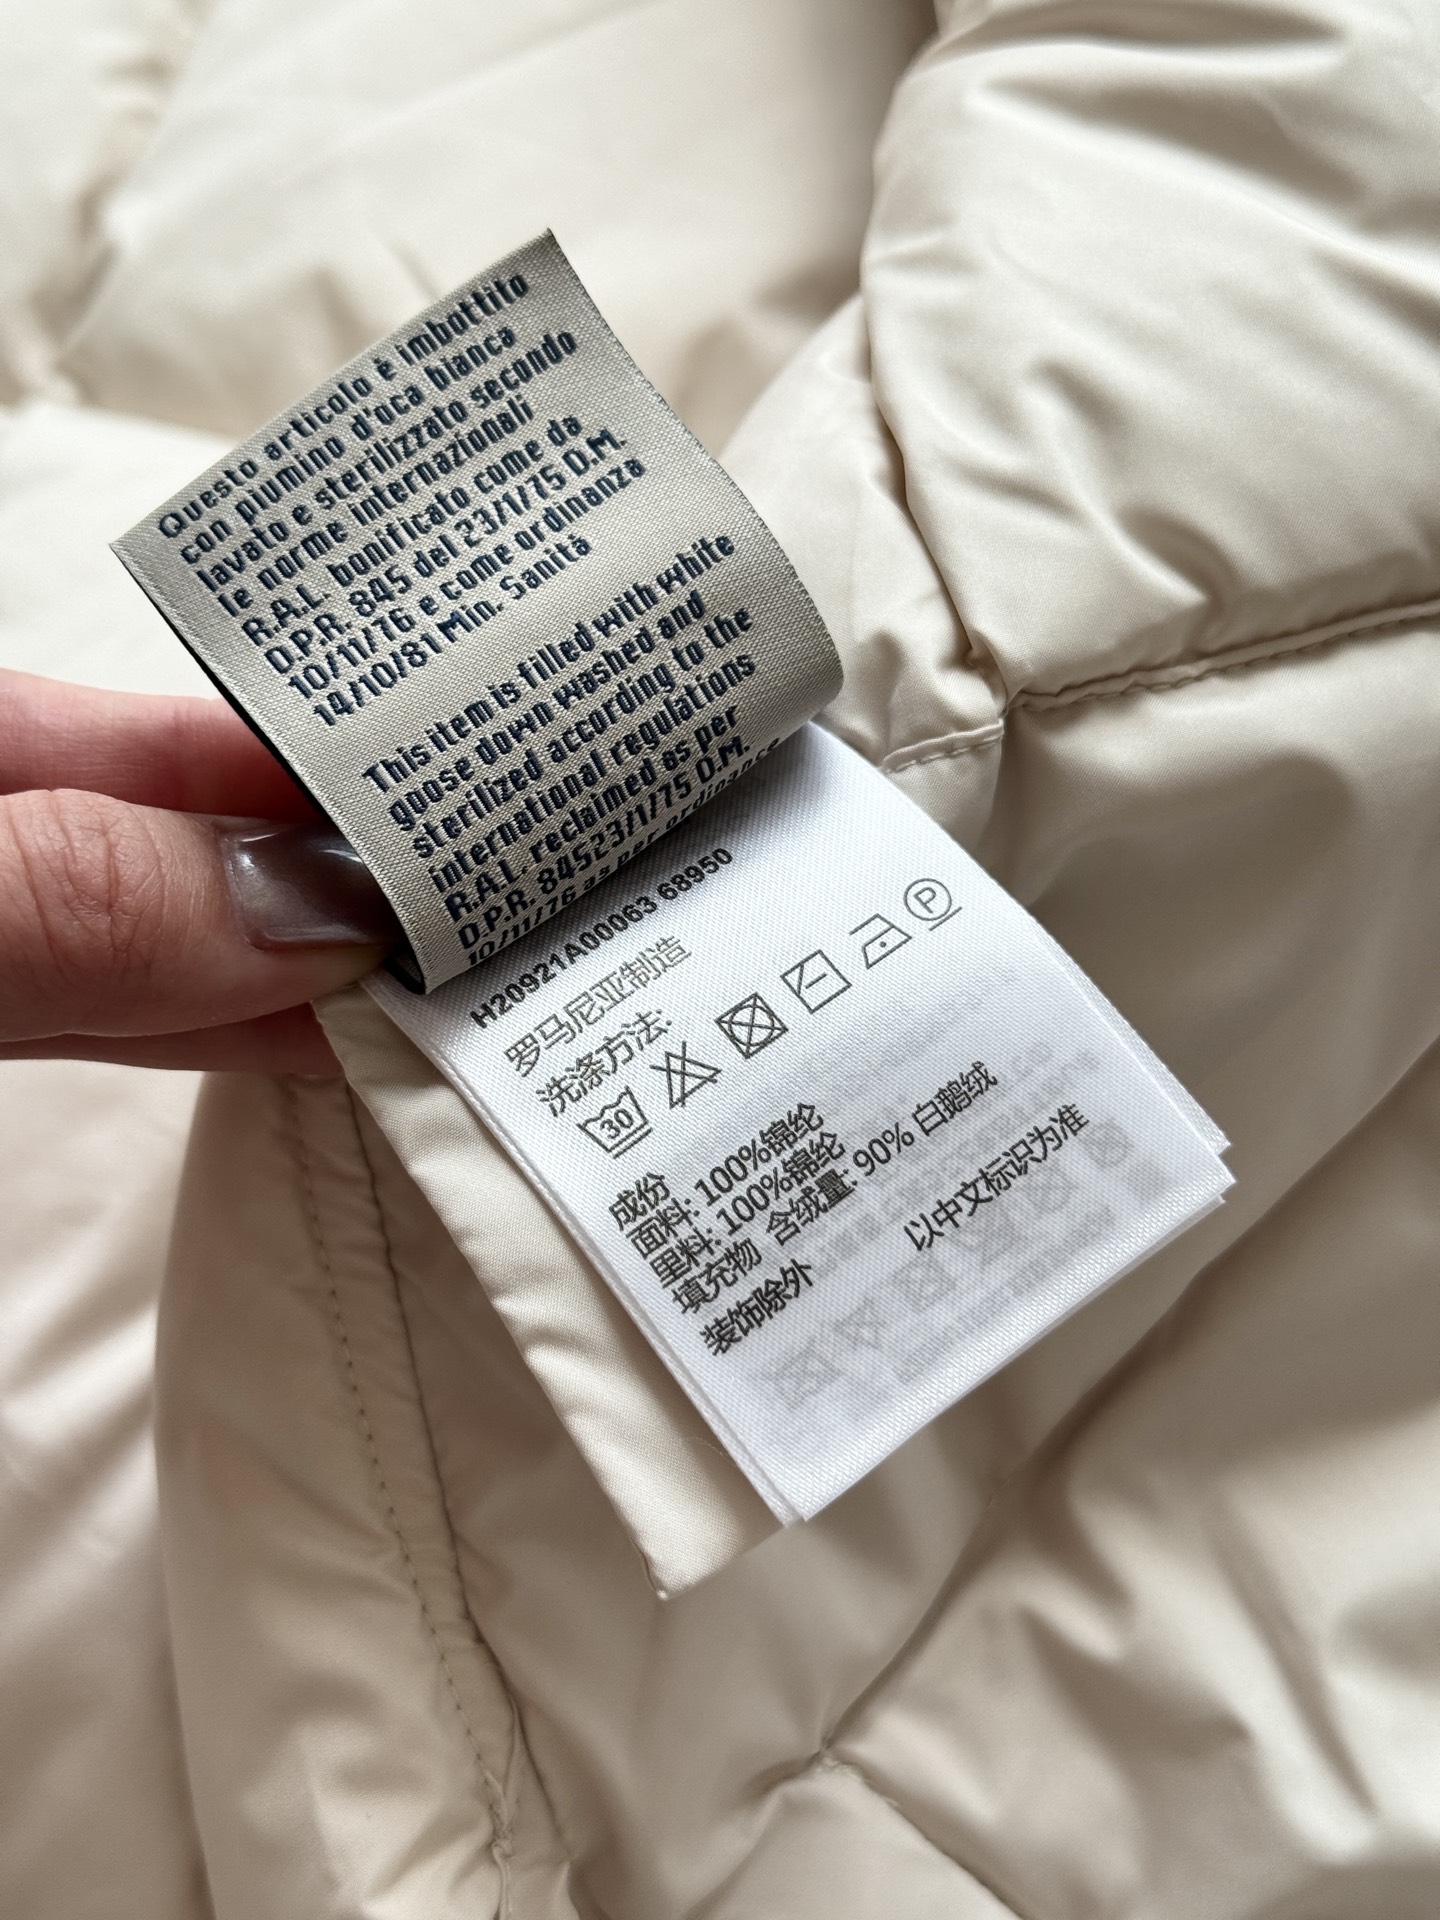 Questo articolo è imbottito
con piumino d'oca bianca
lavato e sterilizzato secondo
le norme internazionali
R.A.L. bonificato come da
D.P.R. 845 del 23/1/75 D.M.
10/11/76 e come ordinanza
14/10/81 Min. Sanità
This item is filled with white
goose down washed and
sterilized according to the
international regulations
R.A.L. reclaimed as per
D.P.R. 84523/1/75 D.M.
10/11/76 as per ordinance
H20921A00063 68950
罗马尼亚制造
洗涤方法:
30
P
成份
面料: 100%锦纶
里料: 100%锦纶
填充物 含绒量: 90% 白鹅绒
装饰除外
以中文标识为准